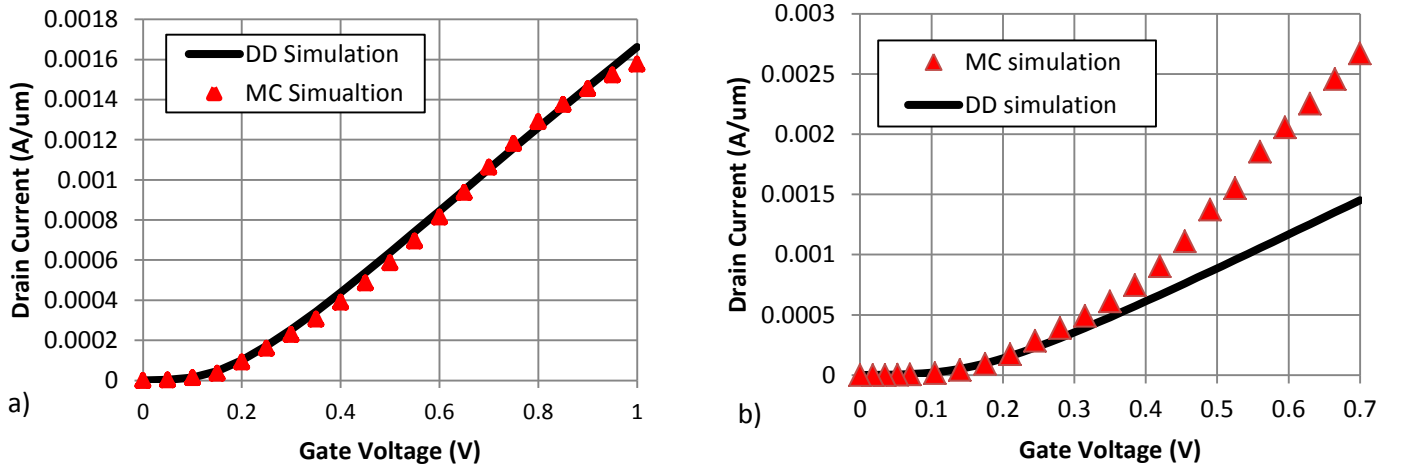 0.0018
0.0016
0.0014
0.0012
0.001
0.0008
0.0006
0.0004
0.0002
0
Drain Current (A/um)
DD Simulation
MC Simualtion
0 0.2 0.4 0.6 0.8 1
Gate Voltage (V)
a)
0.003
0.0025
0.002
0.0015
0.001
0.0005
0
Drain Current (A/um)
MC simulation
DD simulation
0 0.1 0.2 0.3 0.4 0.5 0.6 0.7
Gate Voltage (V)
b)